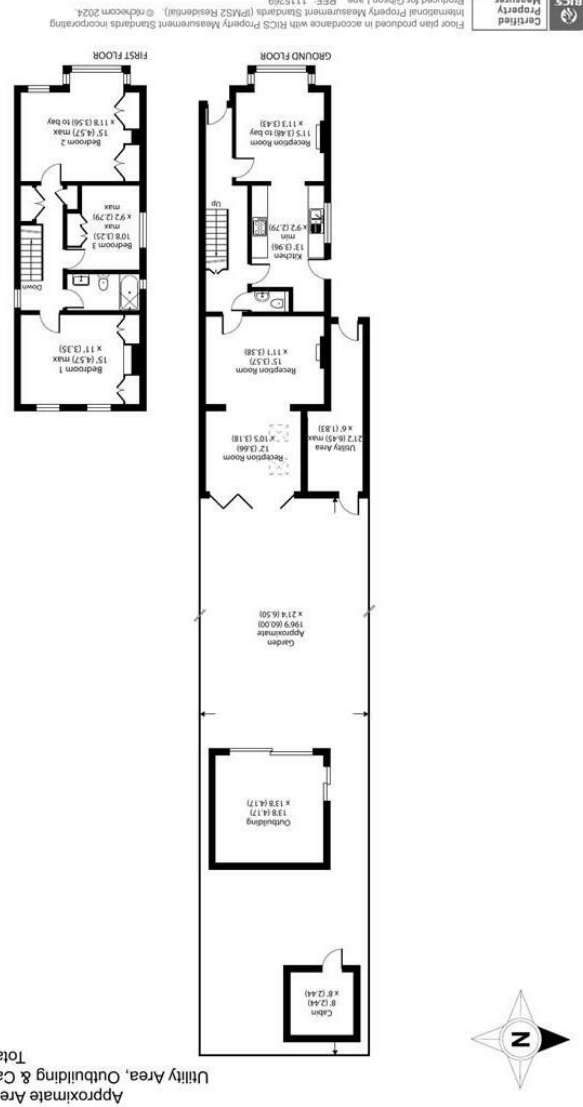 Approximate Are
Utility Area, Outbuilding & Ca
Tota
N
Cabin
8' (2.44)
x 8' (2.44)
Outbuilding
13'8 (4.17)
x 13'8 (4.17)
Garden
Approximate
196'9 (60.00)
x 21'4 (6.50)
Utility Area
21'2 (6.45) max
x 6' (1.83)
Reception Room
12' (3.66)
x 10'5 (3.18)
Reception Room
15' (3.57)
x 11'1 (3.38)
Kitchen
13' (3.96)
x 9'2 (2.79)
min
Up
Reception Room
11'5 (3.48) to bay
x 11'3 (3.43)
GROUND FLOOR
Bedroom 1
15' (4.57) max
x 11' (3.35)
Down
Bedroom 3
10'8 (3.25)
max
x 9'2 (2.79)
max
Bedroom 2
15' (4.57) max
x 11'8 (3.56) to bay
FIRST FLOOR
RICS
Certified
Property
Measurer
Floor plan produced in accordance with RICS Property Measurement Standards incorporating
International Property Measurement Standards (IPMS2 Residential). © nichecom 2024.
Produced for Gibson Lane. REF: 1115269